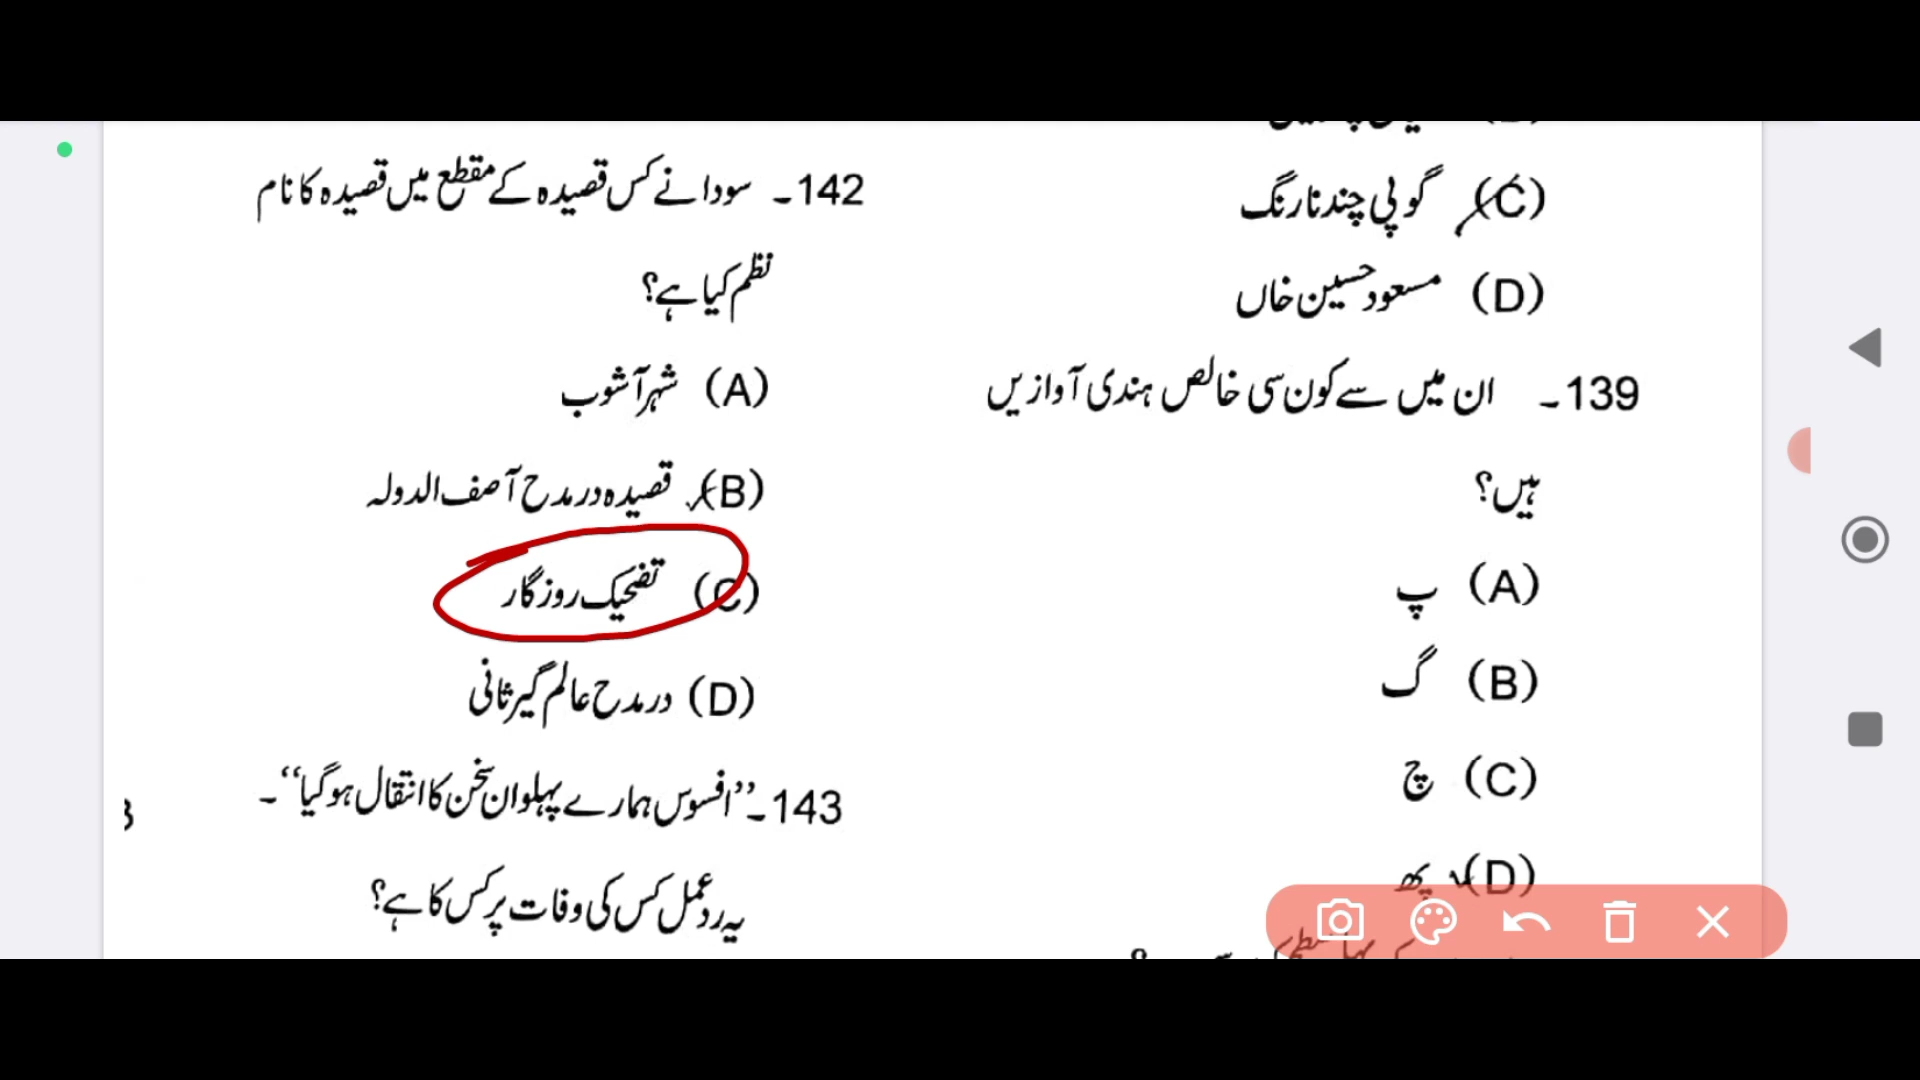 (C) گوپی چند نارنگ
(D) مسعود حسین خاں
139۔ ان میں سے کون سی خالص ہندی آوازیں
ہیں؟
(A) پ
(B) گ
(C) چ
(D) پھ
142۔ سودا نے کس قصیدہ کے مقطع میں قصیدہ کا نام
نظم کیا ہے؟
(A) شہر آشوب
(B) قصیدہ در مدح آصف الدولہ
(C) تضحیک روزگار
(D) در مدح عالم گیر ثانی
143۔ ”افسوس ہمارے پہلوان سخن کا انتقال ہو گیا“۔
یہ ردعمل کس کی وفات پر کس کا ہے؟